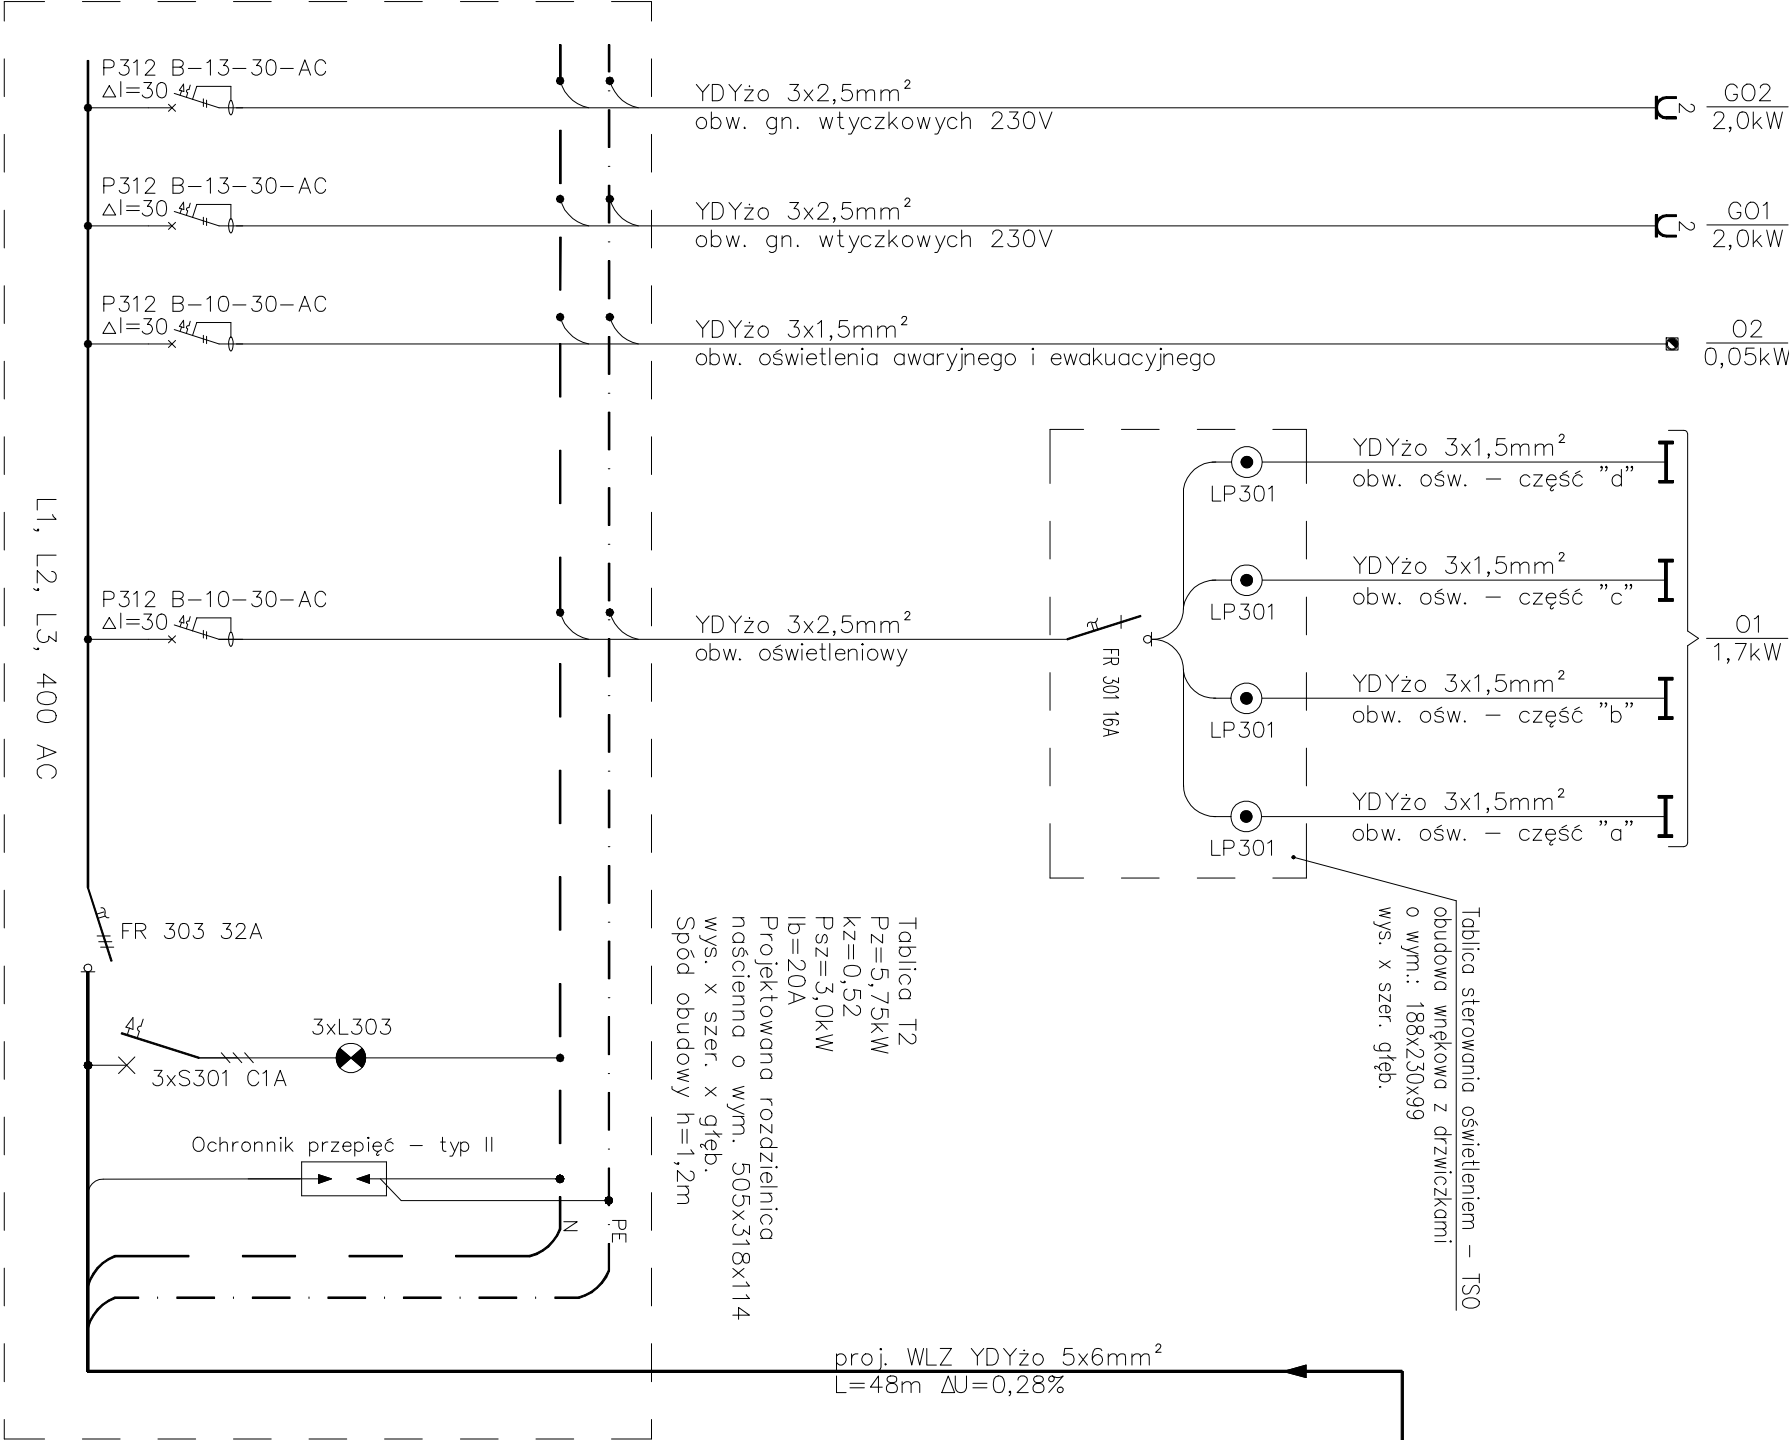 P312 B-13-30-AC
ΔI=30
YDYżo 3x2,5mm²
obw. gn. wtyczkowych 230V
2
GO2
2,0kW
P312 B-13-30-AC
ΔI=30
YDYżo 3x2,5mm²
obw. gn. wtyczkowych 230V
2
GO1
2,0kW
P312 B-10-30-AC
ΔI=30
YDYżo 3x1,5mm²
obw. oświetlenia awaryjnego i ewakuacyjnego
O2
0,05kW
LP301
YDYżo 3x1,5mm²
obw. ośw. - część "d"
LP301
YDYżo 3x1,5mm²
obw. ośw. - część "c"
P312 B-10-30-AC
ΔI=30
YDYżo 3x2,5mm²
obw. oświetleniowy
FR 301 16A
O1
1,7kW
LP301
YDYżo 3x1,5mm²
obw. ośw. - część "b"
LP301
YDYżo 3x1,5mm²
obw. ośw. - część "a"
L1, L2, L3, 400 AC
FR 303 32A
3xL303
3xS301 C1A
Ochronnik przepięć - typ II
N
PE
Tablica T2
Pz=5,75kW
kz=0,52
Psz=3,0kW
Ib=20A
Projektowana rozdzielnica
naścienna o wym. 505x318x114
wys. x szer. x głęb.
Spód obudowy h=1,2m
Tablica sterowania oświetleniem - TSO
obudowa wnękowa z drzwiczkami
o wym.: 188x230x99
wys. x szer. głęb.
proj. WLZ YDYżo 5x6mm²
L=48m ΔU=0,28%